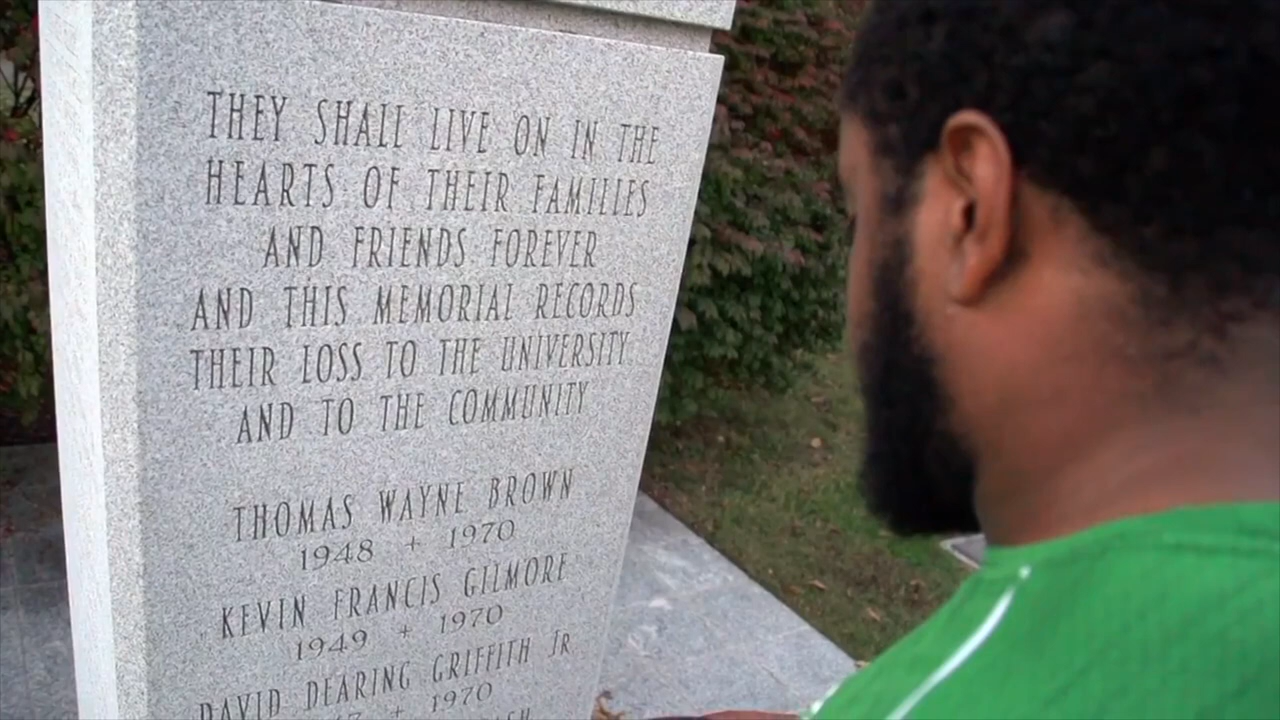 THEY SHALL LIVE ON IN THE
HEARTS OF THEIR FAMILIES
AND FRIENDS FOREVER
AND THIS MEMORIAL RECORDS
THEIR LOSS TO THE UNIVERSITY
AND TO THE COMMUNITY
THOMAS WAYNE BROWN
1948 + 1970
KEVIN FRANCIS GILMORE
1949 + 1970
DAVID DEARING GRIFFITH JR
+ 1970